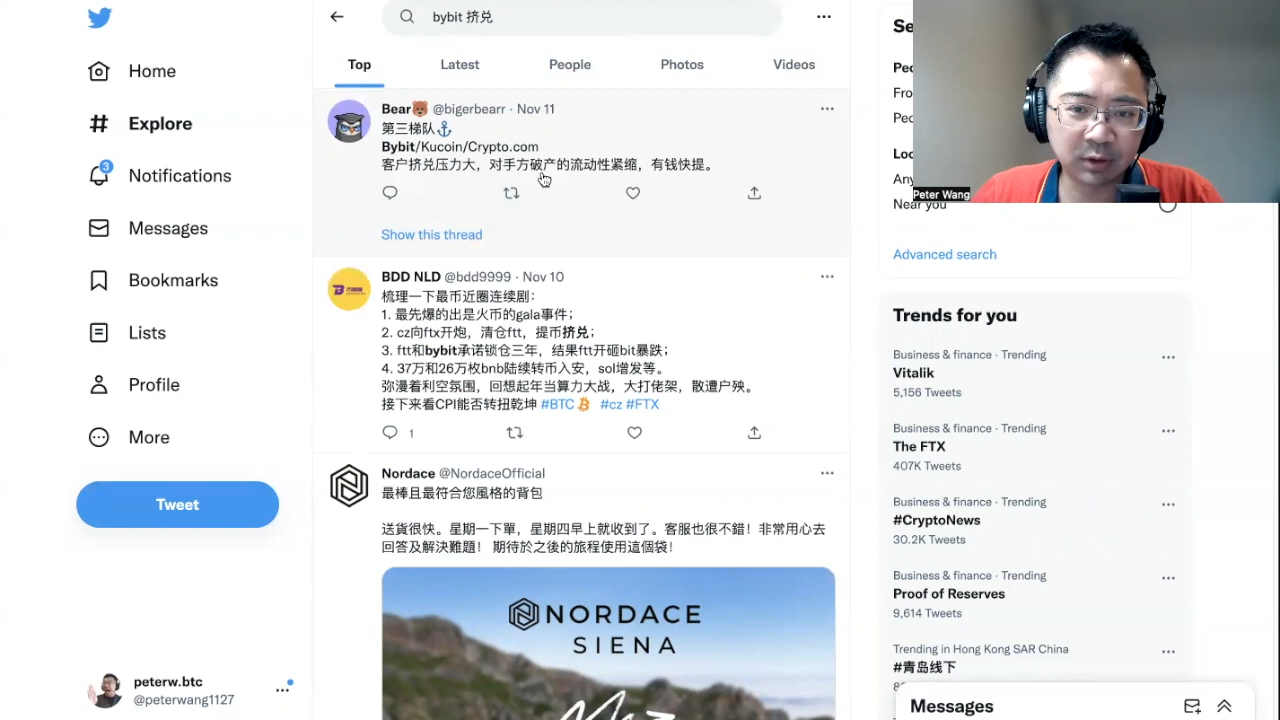 Home
Explore
3
Notifications
Messages
Bookmarks
Lists
Profile
More
Tweet
peterw.btc
@peterwang1127
bybit 挤兑
Top
Latest
People
Photos
Videos
Bear🐻 @bigerbearr · Nov 11
第三梯队⚓
Bybit/Kucoin/Crypto.com
客户挤兑压力大，对手方破产的流动性紧缩，有钱快提。
Show this thread
BDD NLD @bdd9999 · Nov 10
梳理一下最币近圈连续剧：
1. 最先爆的出是火币的gala事件；
2. cz向ftx开炮，清仓ftt，提币挤兑；
3. ftt和bybit承诺锁仓三年，结果ftt开砸bit暴跌；
4. 37万和26万枚bnb陆续转币入安，sol增发等。
弥漫着利空氛围，回想起年当算力大战，大打佬架，散遭户殃。
接下来看CPI能否转扭乾坤 #BTC #cz #FTX
1
Nordace @NordaceOfficial
最棒且最符合您風格的背包
送貨很快。星期一下單，星期四早上就收到了。客服也很不錯！非常用心去
回答及解決難題！ 期待於之後的旅程使用這個袋！
NORDACE
SIENA
Peter Wang
Near you
Advanced search
Trends for you
Business & finance · Trending
Vitalik
5,156 Tweets
Business & finance · Trending
The FTX
407K Tweets
Business & finance · Trending
#CryptoNews
30.2K Tweets
Business & finance · Trending
Proof of Reserves
9,614 Tweets
Trending in Hong Kong SAR China
#青岛线下
Messages